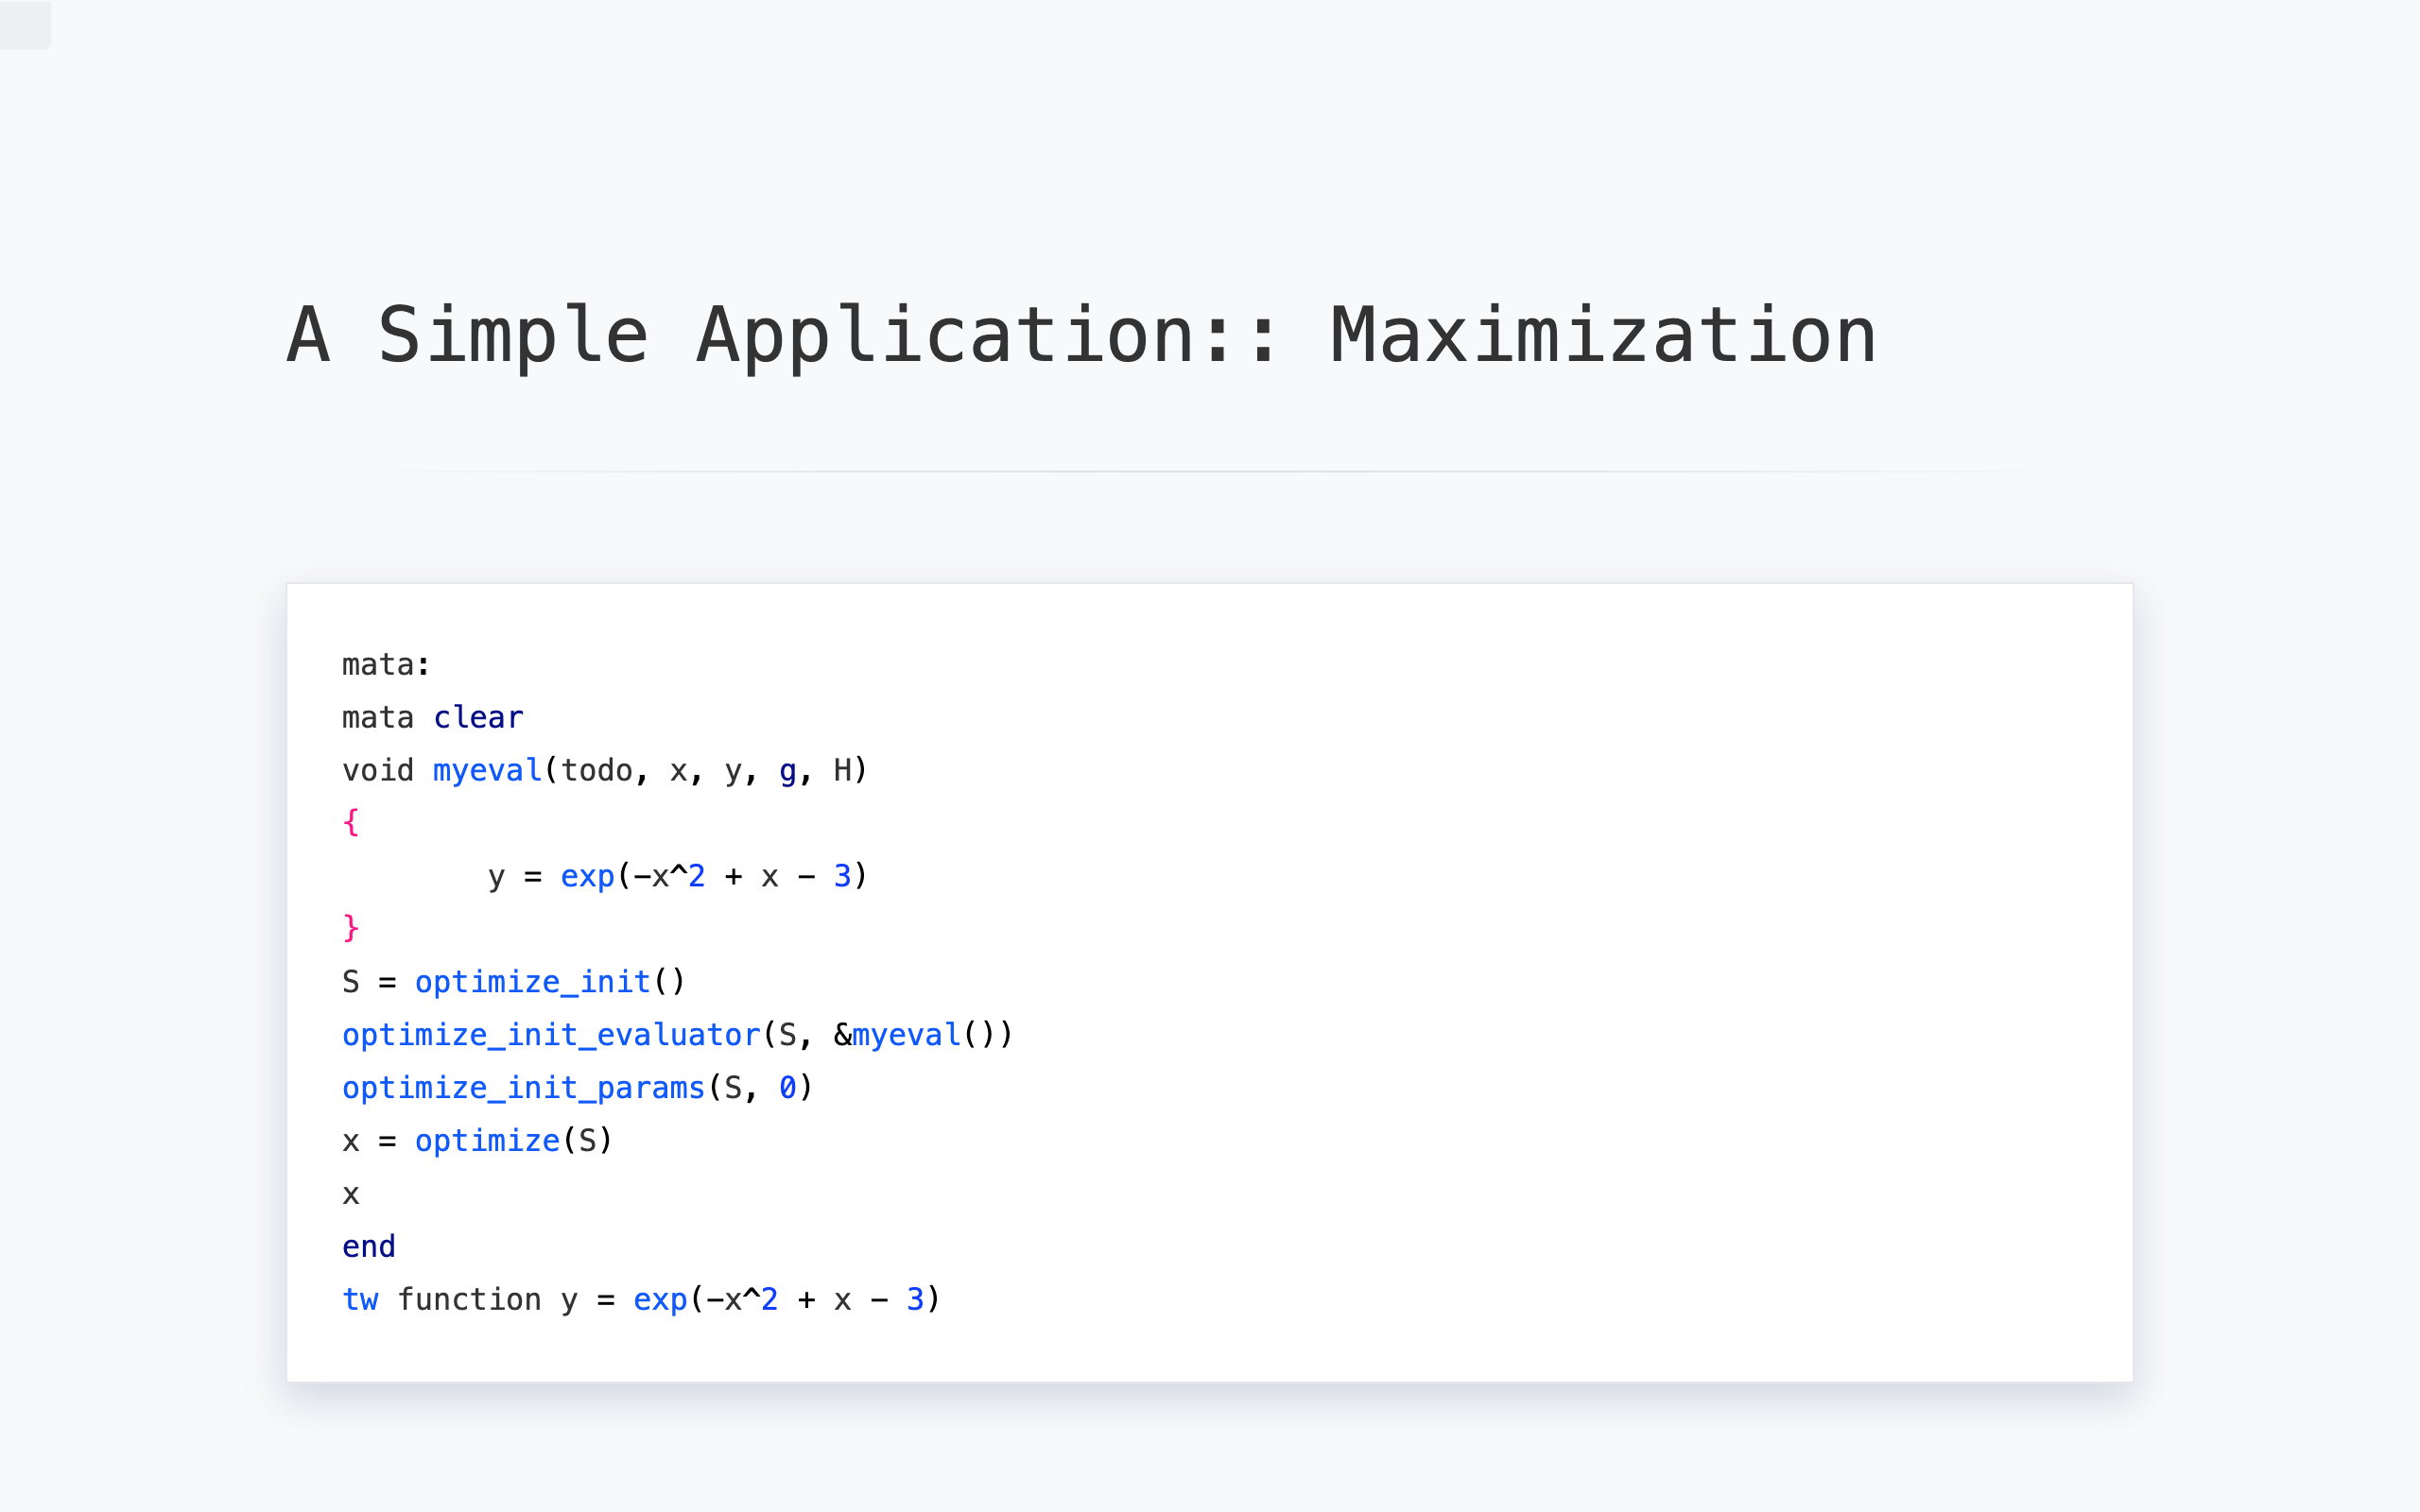 A Simple Application:: Maximization
mata:
mata clear
void myeval(todo, x, y, g, H)
{
        y = exp(-x^2 + x - 3)
}
S = optimize_init()
optimize_init_evaluator(S, &myeval())
optimize_init_params(S, 0)
x = optimize(S)
x
end
tw function y = exp(-x^2 + x - 3)